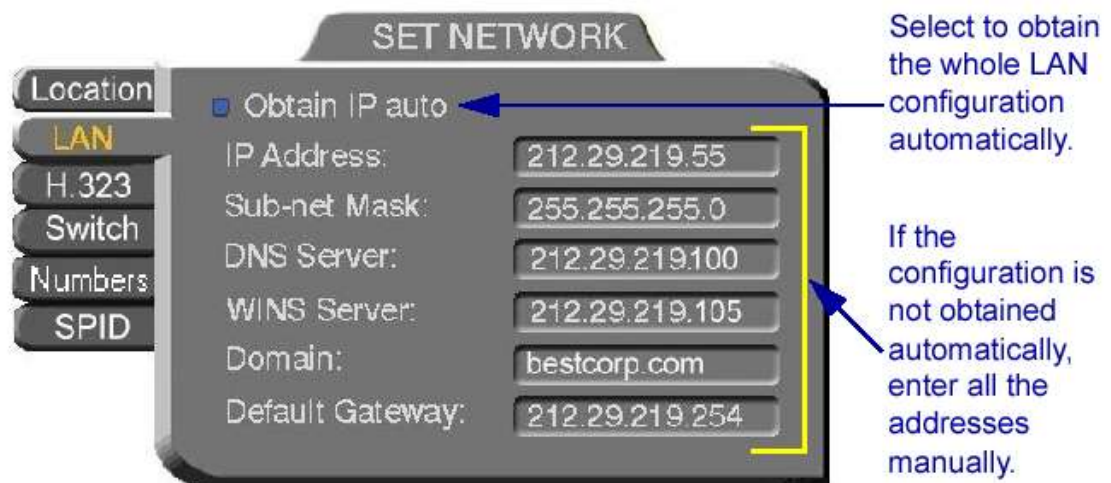 SET NETWORK
Location
LAN
H.323
Switch
Numbers
SPID
Obtain IP auto
IP Address: 212.29.219.55
Sub-net Mask: 255.255.255.0
DNS Server: 212.29.219.100
WINS Server: 212.29.219.105
Domain: bestcorp.com
Default Gateway: 212.29.219.254
Select to obtain
the whole LAN
configuration
automatically.
If the
configuration is
not obtained
automatically,
enter all the
addresses
manually.